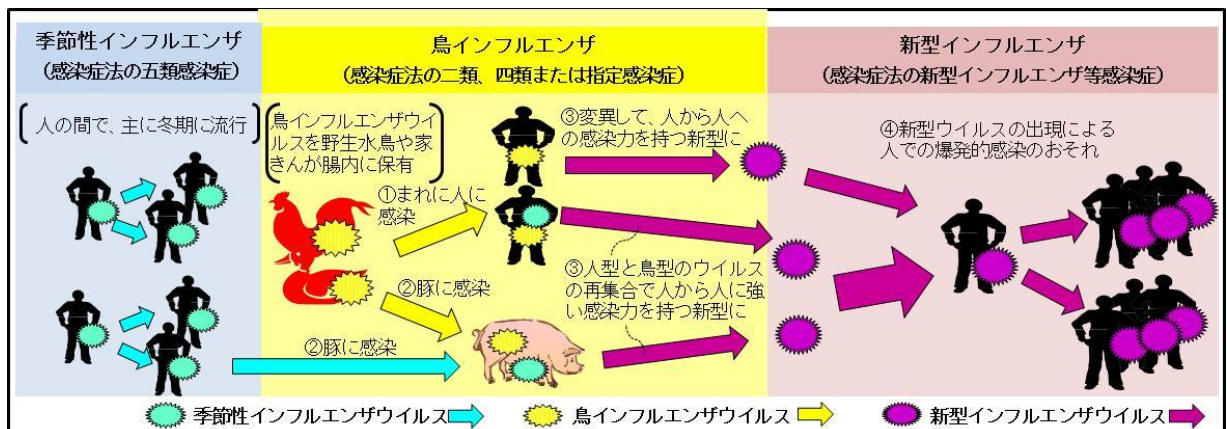 季節性インフルエンザ
(感染症法の五類感染症)
鳥インフルエンザ
(感染症法の二類、四類または指定感染症)
新型インフルエンザ
(感染症法の新型インフルエンザ等感染症)
人の間で、主に冬期に流行
鳥インフルエンザウイ
ルスを野生水鳥や家
きんが腸内に保有
①まれに人に
感染
②豚に感染
②豚に感染
③変異して、人から人へ
の感染力を持つ新型に
③人型と鳥型のウイルス
の再集合で人から人に強
い感染力を持つ新型に
④新型ウイルスの出現による
人での爆発的感染のおそれ
季節性インフルエンザウイルス
鳥インフルエンザウイルス
新型インフルエンザウイルス